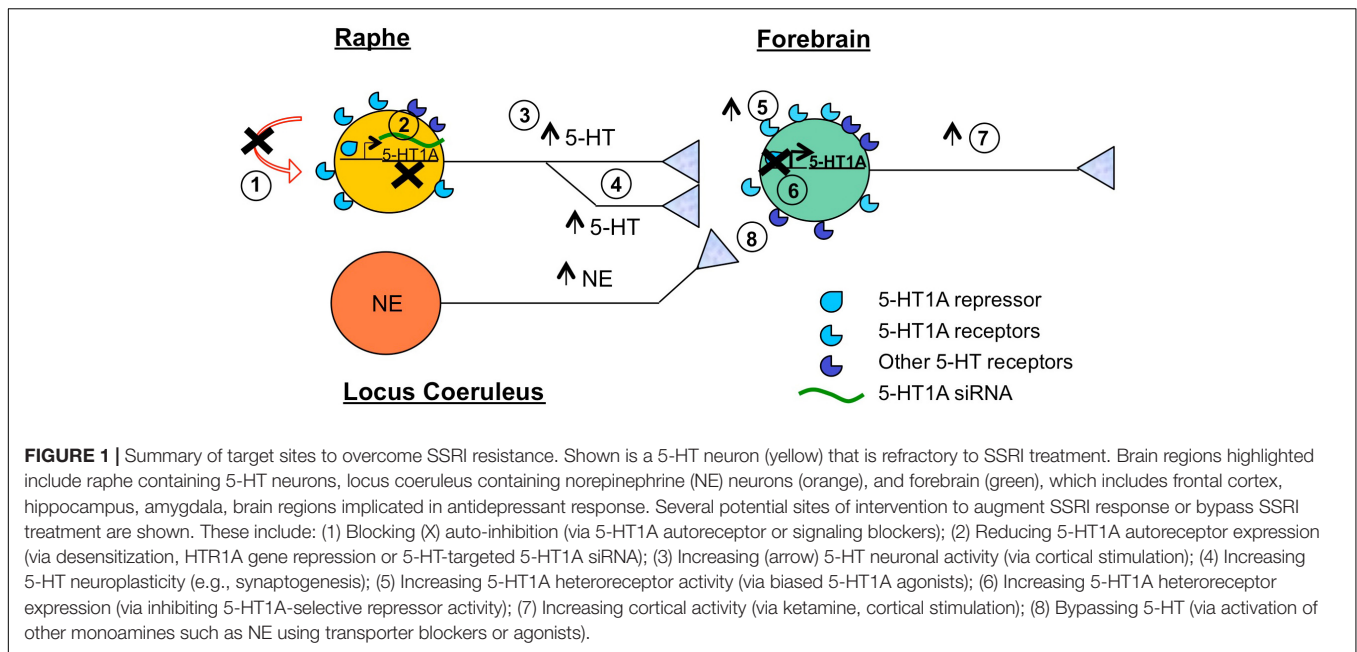 Raphe
Forebrain
1
2
5-HT1A
3
5-HT
4
5-HT
5
5-HT1A
6
7
8
NE
NE
Locus Coeruleus
5-HT1A repressor
5-HT1A receptors
Other 5-HT receptors
5-HT1A siRNA
FIGURE 1 | Summary of target sites to overcome SSRI resistance. Shown is a 5-HT neuron (yellow) that is refractory to SSRI treatment. Brain regions highlighted
include raphe containing 5-HT neurons, locus coeruleus containing norepinephrine (NE) neurons (orange), and forebrain (green), which includes frontal cortex,
hippocampus, amygdala, brain regions implicated in antidepressant response. Several potential sites of intervention to augment SSRI response or bypass SSRI
treatment are shown. These include: (1) Blocking (X) auto-inhibition (via 5-HT1A autoreceptor or signaling blockers); (2) Reducing 5-HT1A autoreceptor expression
(via desensitization, HTR1A gene repression or 5-HT-targeted 5-HT1A siRNA); (3) Increasing (arrow) 5-HT neuronal activity (via cortical stimulation); (4) Increasing
5-HT neuroplasticity (e.g., synaptogenesis); (5) Increasing 5-HT1A heteroreceptor activity (via biased 5-HT1A agonists); (6) Increasing 5-HT1A heteroreceptor
expression (via inhibiting 5-HT1A-selective repressor activity); (7) Increasing cortical activity (via ketamine, cortical stimulation); (8) Bypassing 5-HT (via activation of
other monoamines such as NE using transporter blockers or agonists).